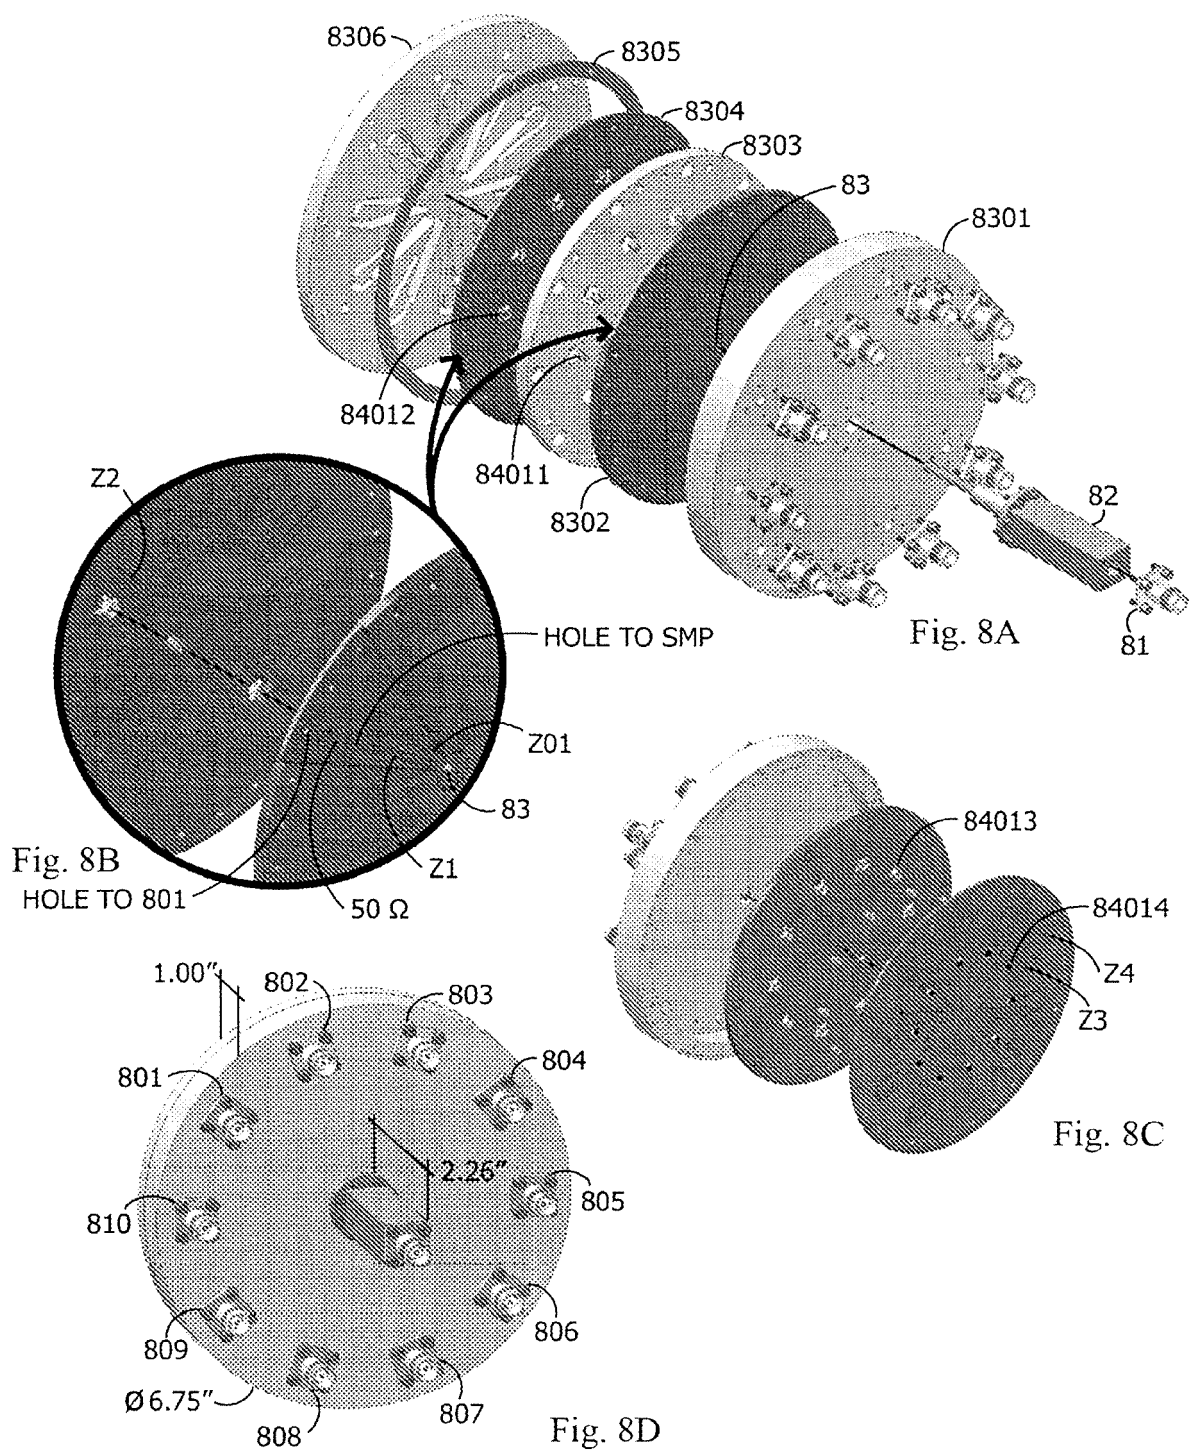 8306
8305
8304
8303
83
8301
84012
84011
8302
82
81
Fig. 8A
Z2
HOLE TO SMP
Z01
83
Z1
Fig. 8B
HOLE TO 801
50 Ω
84013
84014
Z4
Z3
Fig. 8C
1.00"
802
803
804
801
2.26"
805
810
806
809
Ø 6.75"
807
808
Fig. 8D